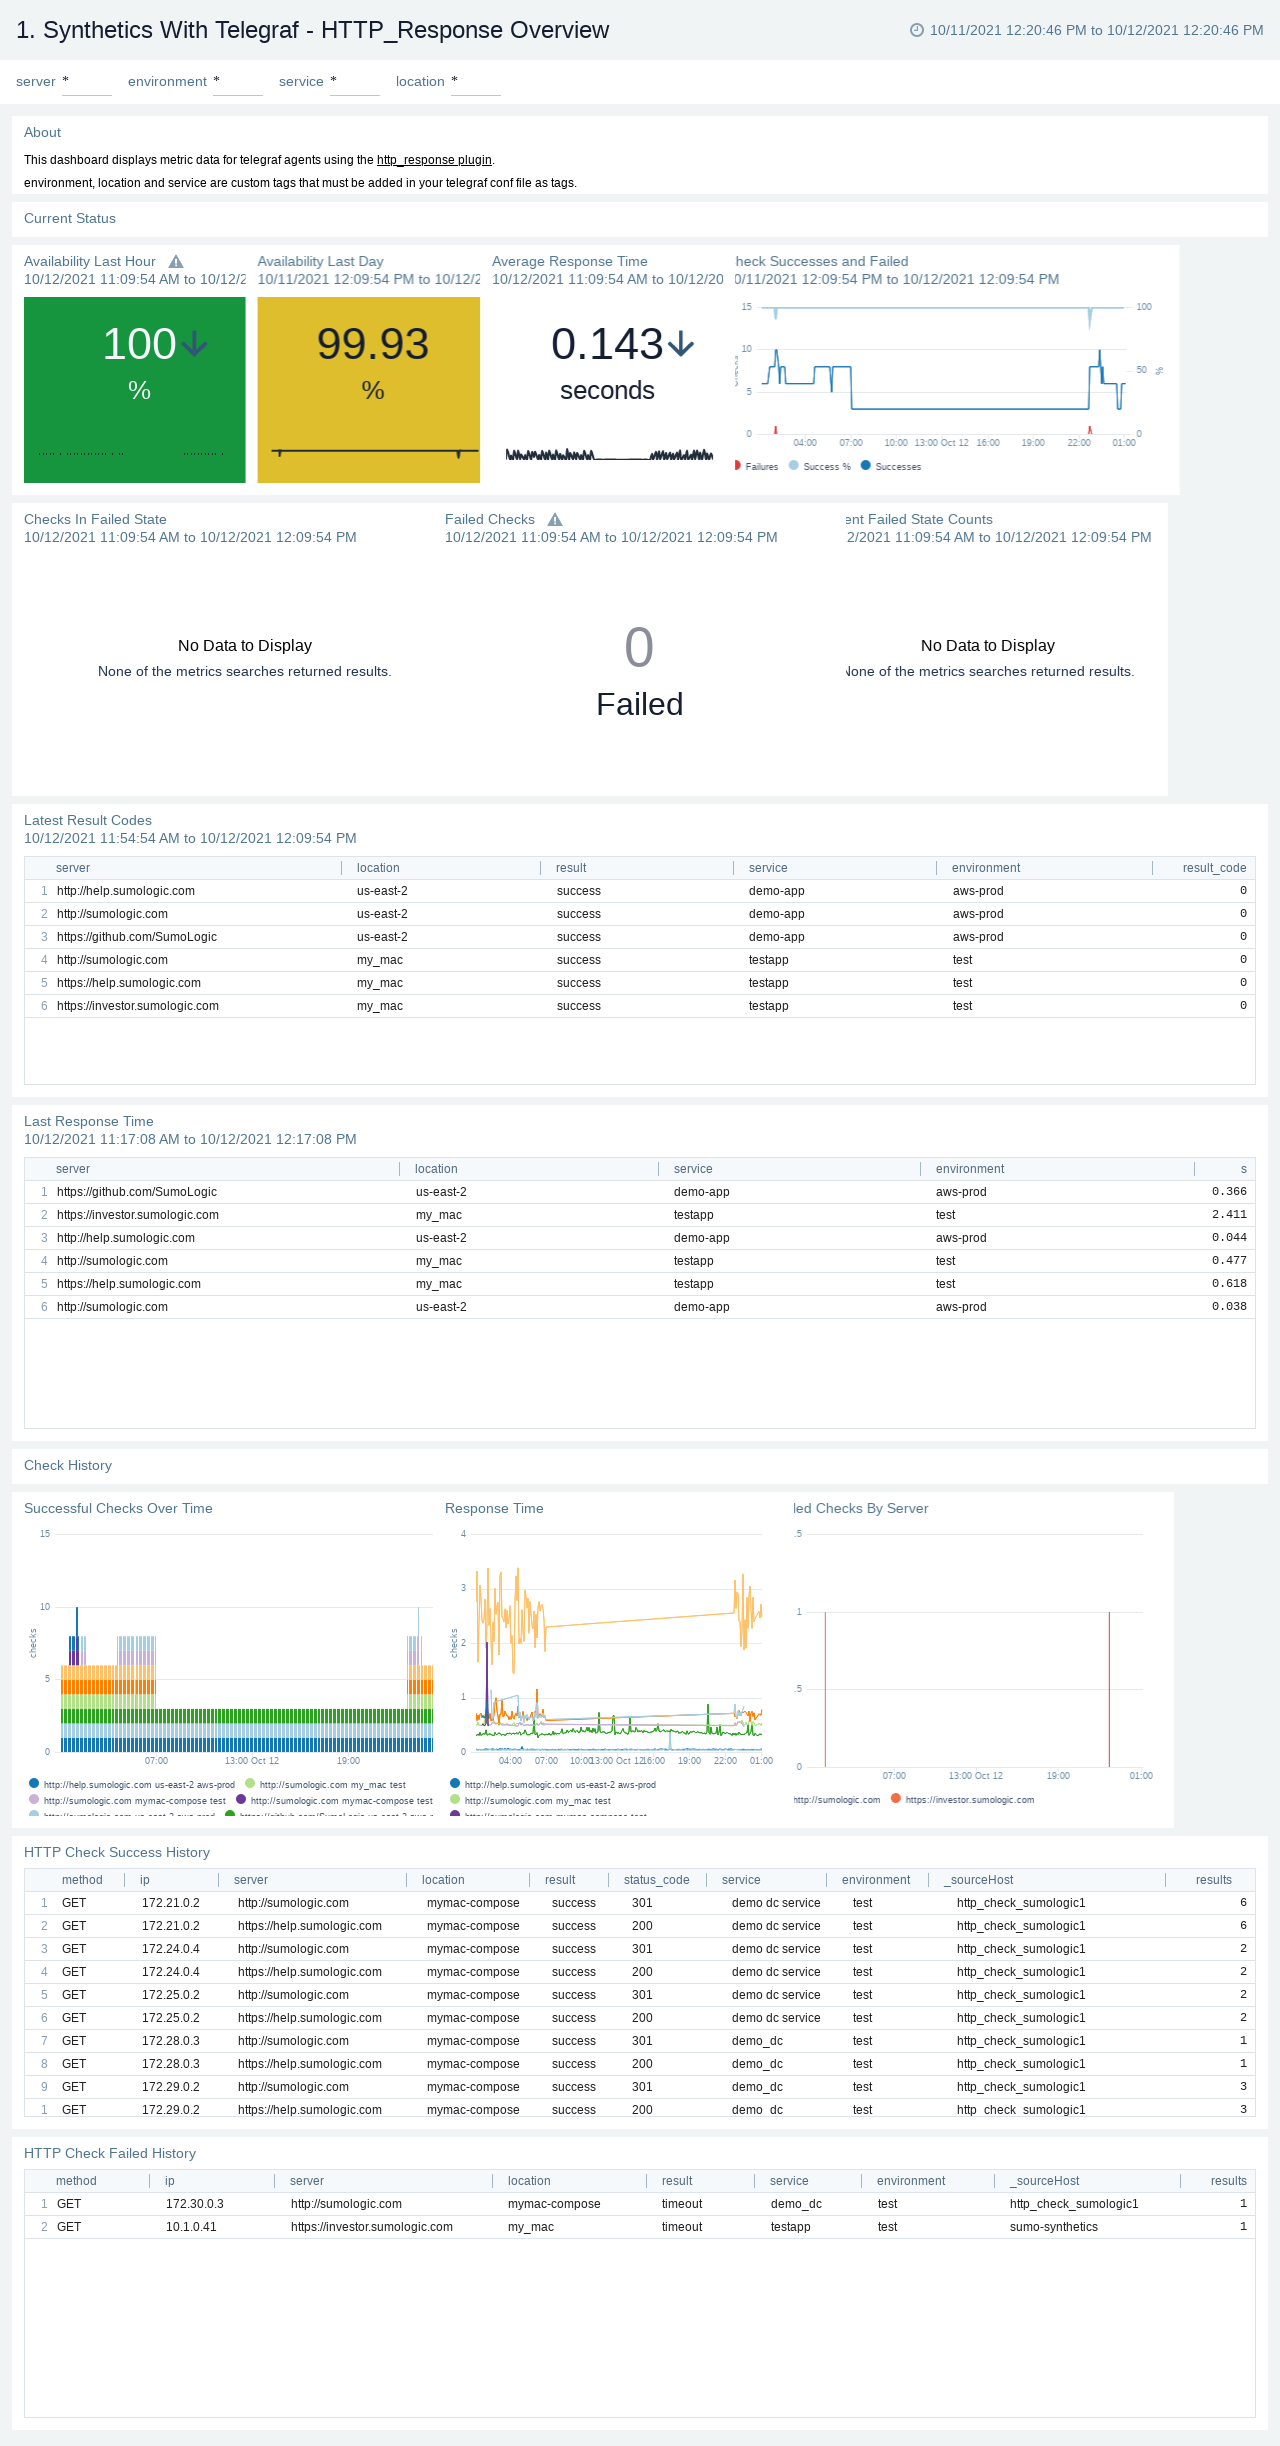 1. Synthetics With Telegraf - HTTP_Response Overview
10/11/2021 12:20:46 PM to 10/12/2021 12:20:46 PM
server * environment * service * location *
About
This dashboard displays metric data for telegraf agents using the http_response plugin.
environment, location and service are custom tags that must be added in your telegraf conf file as tags.
Current Status
Availability Last Hour
10/12/2021 11:09:54 AM to 10/12/2
100
%
Availability Last Day
10/11/2021 12:09:54 PM to 10/12/2
99.93
%
Average Response Time
10/12/2021 11:09:54 AM to 10/12/20
0.143
seconds
heck Successes and Failed
0/11/2021 12:09:54 PM to 10/12/2021 12:09:54 PM
15 100
10
50 %
5
0 0
04:00 07:00 10:00 13:00 Oct 12 16:00 19:00 22:00 01:00
Failures Success % Successes
Checks In Failed State
10/12/2021 11:09:54 AM to 10/12/2021 12:09:54 PM
No Data to Display
None of the metrics searches returned results.
Failed Checks
10/12/2021 11:09:54 AM to 10/12/2021 12:09:54 PM
0
Failed
ent Failed State Counts
2/2021 11:09:54 AM to 10/12/2021 12:09:54 PM
No Data to Display
None of the metrics searches returned results.
Latest Result Codes
10/12/2021 11:54:54 AM to 10/12/2021 12:09:54 PM
server location result service environment result_code
1 http://help.sumologic.com us-east-2 success demo-app aws-prod 0
2 http://sumologic.com us-east-2 success demo-app aws-prod 0
3 https://github.com/SumoLogic us-east-2 success demo-app aws-prod 0
4 http://sumologic.com my_mac success testapp test 0
5 https://help.sumologic.com my_mac success testapp test 0
6 https://investor.sumologic.com my_mac success testapp test 0
Last Response Time
10/12/2021 11:17:08 AM to 10/12/2021 12:17:08 PM
server location service environment s
1 https://github.com/SumoLogic us-east-2 demo-app aws-prod 0.366
2 https://investor.sumologic.com my_mac testapp test 2.411
3 http://help.sumologic.com us-east-2 demo-app aws-prod 0.044
4 http://sumologic.com my_mac testapp test 0.477
5 https://help.sumologic.com my_mac testapp test 0.618
6 http://sumologic.com us-east-2 demo-app aws-prod 0.038
Check History
Successful Checks Over Time
15
10
checks
5
0
07:00 13:00 Oct 12 19:00
http://help.sumologic.com us-east-2 aws-prod http://sumologic.com my_mac test
http://sumologic.com mymac-compose test http://sumologic.com mymac-compose test
http://sumologic.com us-east-2 aws-prod https://github.com/SumoLogic us-east-2 aws-
Response Time
4
3
checks
2
1
0
04:00 07:00 10:00 13:00 Oct 12 16:00 19:00 22:00 01:00
http://help.sumologic.com us-east-2 aws-prod
http://sumologic.com my_mac test
http://sumologic.com mymac-compose test
led Checks By Server
.5
1
.5
0
07:00 13:00 Oct 12 19:00 01:00
http://sumologic.com https://investor.sumologic.com
HTTP Check Success History
method ip server location result status_code service environment _sourceHost results
1 GET 172.21.0.2 http://sumologic.com mymac-compose success 301 demo dc service test http_check_sumologic1 6
2 GET 172.21.0.2 https://help.sumologic.com mymac-compose success 200 demo dc service test http_check_sumologic1 6
3 GET 172.24.0.4 http://sumologic.com mymac-compose success 301 demo dc service test http_check_sumologic1 2
4 GET 172.24.0.4 https://help.sumologic.com mymac-compose success 200 demo dc service test http_check_sumologic1 2
5 GET 172.25.0.2 http://sumologic.com mymac-compose success 301 demo dc service test http_check_sumologic1 2
6 GET 172.25.0.2 https://help.sumologic.com mymac-compose success 200 demo dc service test http_check_sumologic1 2
7 GET 172.28.0.3 http://sumologic.com mymac-compose success 301 demo_dc test http_check_sumologic1 1
8 GET 172.28.0.3 https://help.sumologic.com mymac-compose success 200 demo_dc test http_check_sumologic1 1
9 GET 172.29.0.2 http://sumologic.com mymac-compose success 301 demo_dc test http_check_sumologic1 3
1 GET 172.29.0.2 https://help.sumologic.com mymac-compose success 200 demo_dc test http_check_sumologic1 3
HTTP Check Failed History
method ip server location result service environment _sourceHost results
1 GET 172.30.0.3 http://sumologic.com mymac-compose timeout demo_dc test http_check_sumologic1 1
2 GET 10.1.0.41 https://investor.sumologic.com my_mac timeout testapp test sumo-synthetics 1